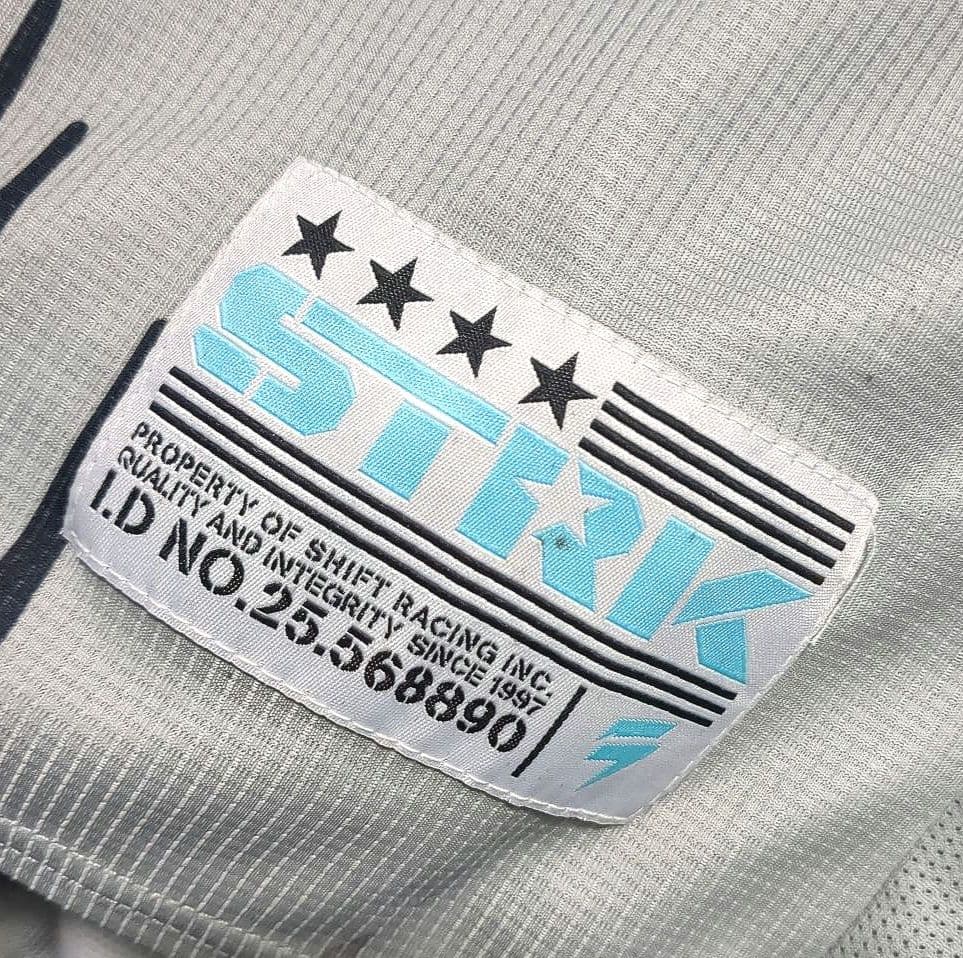 STRK
PROPERTY OF SHIFT RACING INC.
QUALITY AND INTEGRITY SINCE 1997
I.D NO.25.568890